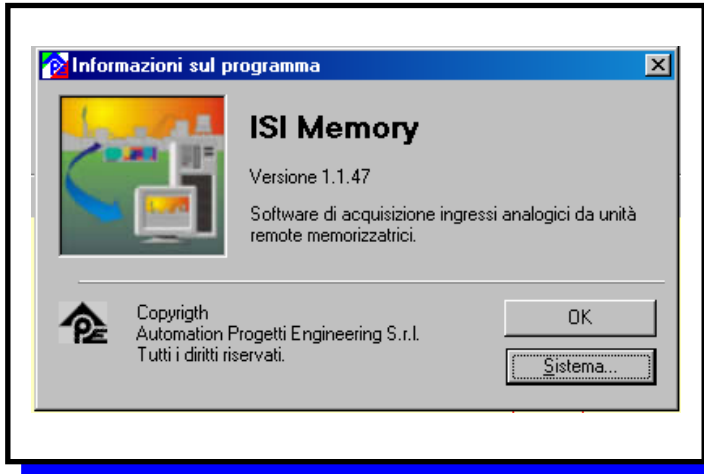 Informazioni sul programma
ISI Memory
Versione 1.1.47
Software di acquisizione ingressi analogici da unità
remote memorizzatrici.
Copyrigth
Automation Progetti Engineering S.r.l.
Tutti i diritti riservati.
OK
Sistema...